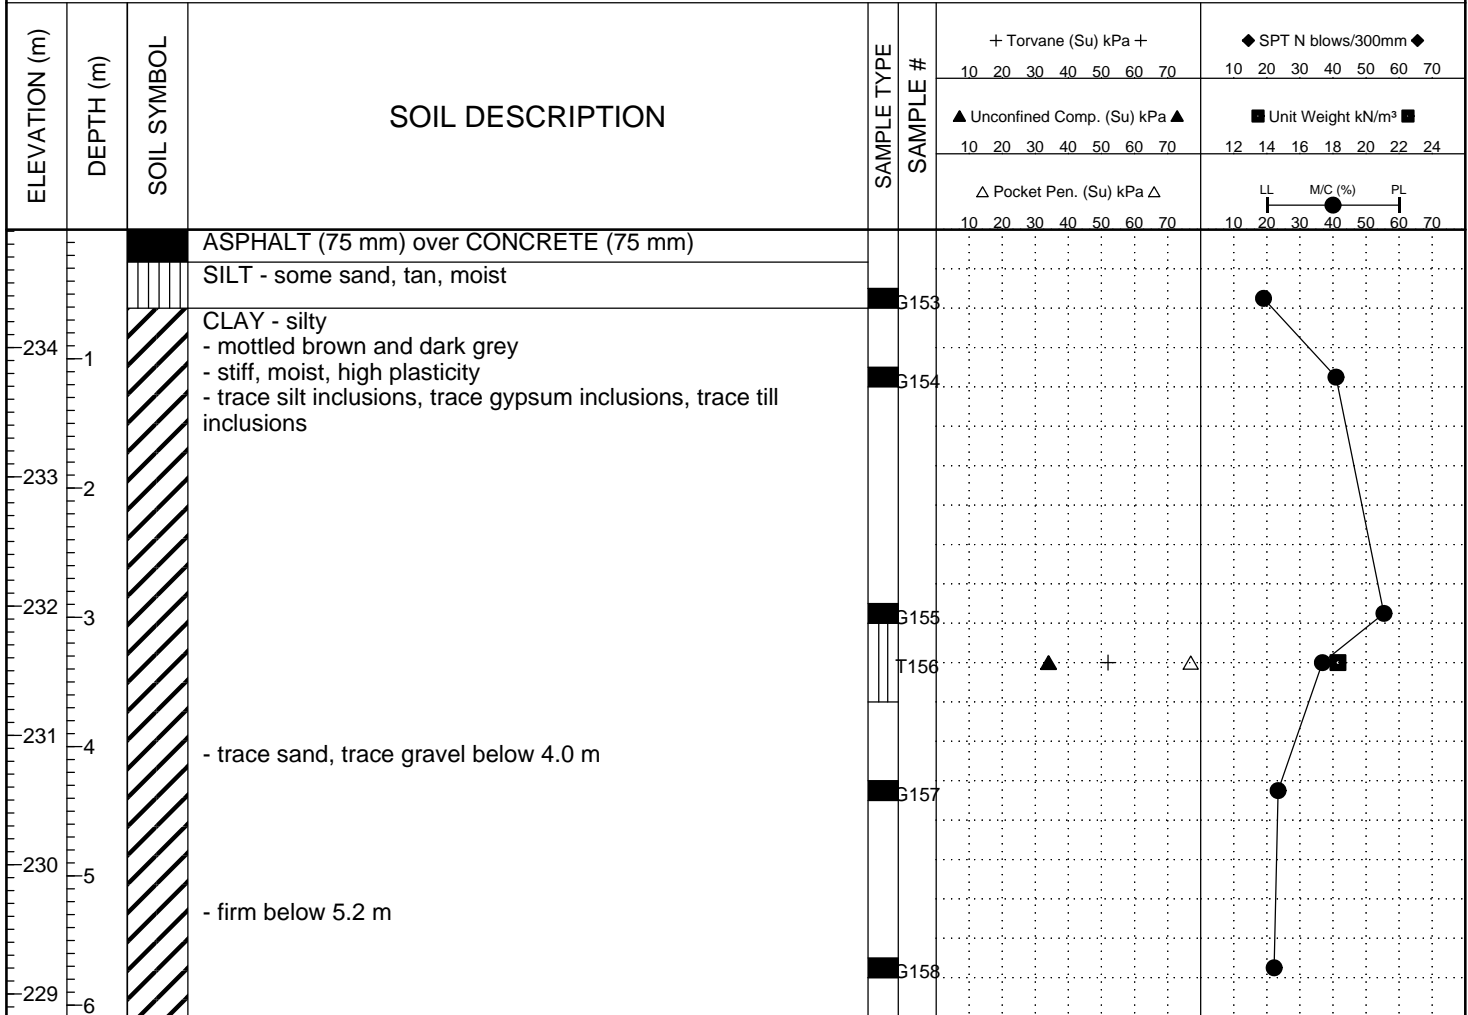 ELEVATION (m)
DEPTH (m)
SOIL SYMBOL
SOIL DESCRIPTION
SAMPLE TYPE
SAMPLE #
+ Torvane (Su) kPa +
10 20 30 40 50 60 70
▲ Unconfined Comp. (Su) kPa ▲
10 20 30 40 50 60 70
△ Pocket Pen. (Su) kPa △
10 20 30 40 50 60 70
◆ SPT N blows/300mm ◆
10 20 30 40 50 60 70
■ Unit Weight kN/m³ ■
12 14 16 18 20 22 24
LL M/C (%) PL
10 20 30 40 50 60 70
ASPHALT (75 mm) over CONCRETE (75 mm)
SILT - some sand, tan, moist
G153
CLAY - silty
234
- mottled brown and dark grey
1
- stiff, moist, high plasticity
G154
- trace silt inclusions, trace gypsum inclusions, trace till
inclusions
233
2
232
3
G155
T156
231
4
- trace sand, trace gravel below 4.0 m
G157
230
5
- firm below 5.2 m
G158
229
6